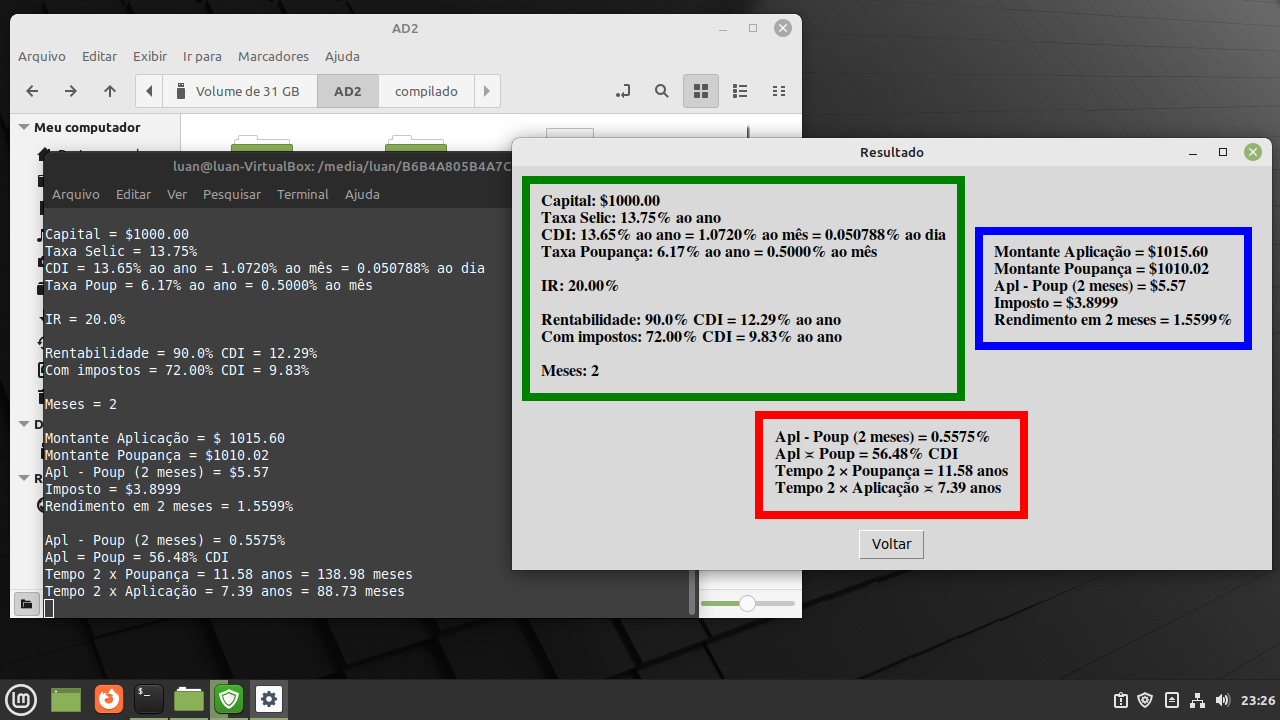 AD2
Arquivo Editar Exibir Ir para Marcadores Ajuda
Volume de 31 GB AD2 compilado
Meu computador
luan@luan-VirtualBox: /media/luan/B6B4A805B4A7C
Arquivo Editar Ver Pesquisar Terminal Ajuda
Capital = $1000.00
Taxa Selic = 13.75%
CDI = 13.65% ao ano = 1.0720% ao mês = 0.050788% ao dia
Taxa Poup = 6.17% ao ano = 0.5000% ao mês
IR = 20.0%
Rentabilidade = 90.0% CDI = 12.29%
Com impostos = 72.00% CDI = 9.83%
Meses = 2
Montante Aplicação = $ 1015.60
Montante Poupança = $1010.02
Apl - Poup (2 meses) = $5.57
Imposto = $3.8999
Rendimento em 2 meses = 1.5599%
Apl - Poup (2 meses) = 0.5575%
Apl = Poup = 56.48% CDI
Tempo 2 x Poupança = 11.58 anos = 138.98 meses
Tempo 2 x Aplicação = 7.39 anos = 88.73 meses
Resultado
Capital: $1000.00
Taxa Selic: 13.75% ao ano
CDI: 13.65% ao ano = 1.0720% ao mês = 0.050788% ao dia
Taxa Poupança: 6.17% ao ano = 0.5000% ao mês
IR: 20.00%
Rentabilidade: 90.0% CDI = 12.29% ao ano
Com impostos: 72.00% CDI = 9.83% ao ano
Meses: 2
Montante Aplicação = $1015.60
Montante Poupança = $1010.02
Apl - Poup (2 meses) = $5.57
Imposto = $3.8999
Rendimento em 2 meses = 1.5599%
Apl - Poup (2 meses) = 0.5575%
Apl ≍ Poup = 56.48% CDI
Tempo 2 × Poupança = 11.58 anos
Tempo 2 × Aplicação ≍ 7.39 anos
Voltar
23:26